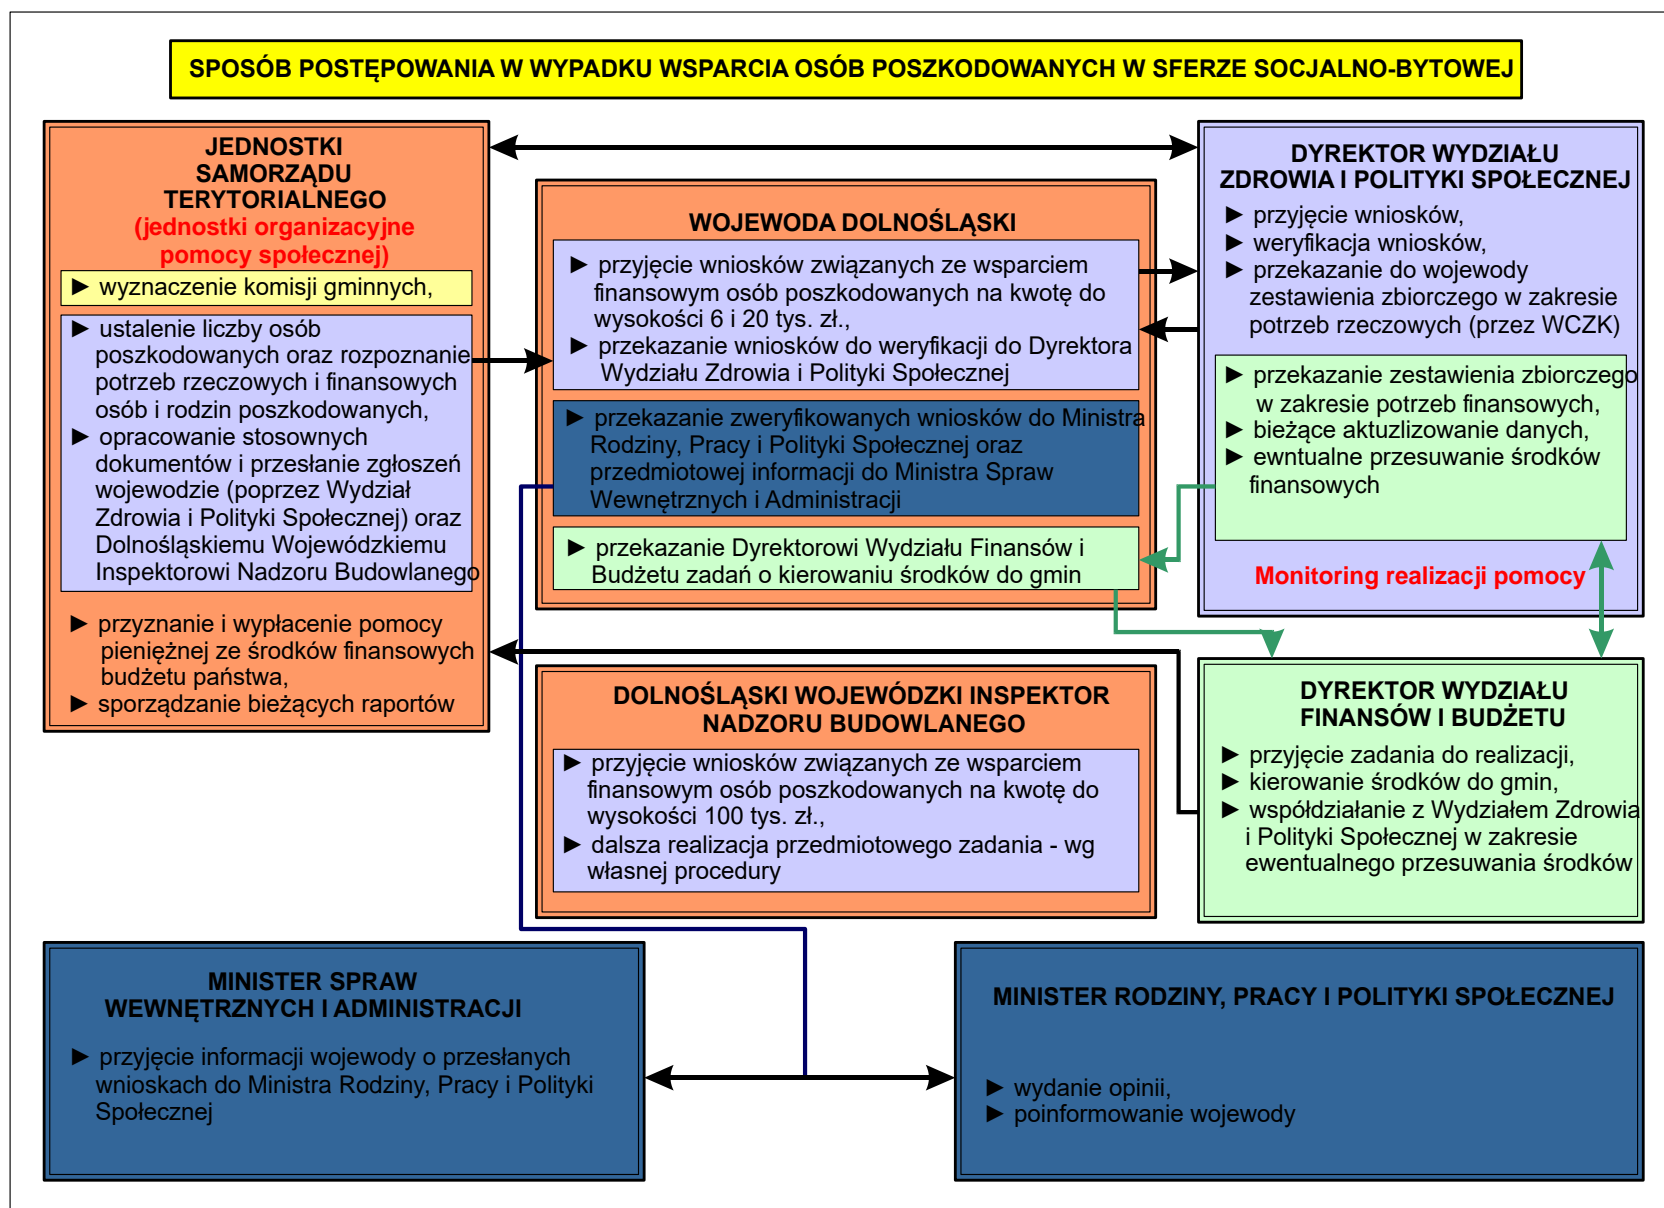 SPOSÓB POSTĘPOWANIA W WYPADKU WSPARCIA OSÓB POSZKODOWANYCH W SFERZE SOCJALNO-BYTOWEJ
JEDNOSTKI
SAMORZĄDU
TERYTORIALNEGO
(jednostki organizacyjne
pomocy społecznej)
► wyznaczenie komisji gminnych,
► ustalenie liczby osób
poszkodowanych oraz rozpoznanie
potrzeb rzeczowych i finansowych
osób i rodzin poszkodowanych,
► opracowanie stosownych
dokumentów i przesłanie zgłoszeń
wojewodzie (poprzez Wydział
Zdrowia i Polityki Społecznej) oraz
Dolnośląskiemu Wojewódzkiemu
Inspektorowi Nadzoru Budowlanego
► przyznanie i wypłacenie pomocy
pieniężnej ze środków finansowych
budżetu państwa,
► sporządzanie bieżących raportów
WOJEWODA DOLNOŚLĄSKI
► przyjęcie wniosków związanych ze wsparciem
finansowym osób poszkodowanych na kwotę do
wysokości 6 i 20 tys. zł.,
► przekazanie wniosków do weryfikacji do Dyrektora
Wydziału Zdrowia i Polityki Społecznej
► przekazanie zweryfikowanych wniosków do Ministra
Rodziny, Pracy i Polityki Społecznej oraz
przedmiotowej informacji do Ministra Spraw
Wewnętrznych i Administracji
► przekazanie Dyrektorowi Wydziału Finansów i
Budżetu zadań o kierowaniu środków do gmin
DYREKTOR WYDZIAŁU
ZDROWIA I POLITYKI SPOŁECZNEJ
► przyjęcie wniosków,
► weryfikacja wniosków,
► przekazanie do wojewody
zestawienia zbiorczego w zakresie
potrzeb rzeczowych (przez WCZK)
► przekazanie zestawienia zbiorczego
w zakresie potrzeb finansowych,
► bieżące aktuzlizowanie danych,
► ewntualne przesuwanie środków
finansowych
Monitoring realizacji pomocy
DOLNOŚLĄSKI WOJEWÓDZKI INSPEKTOR
NADZORU BUDOWLANEGO
► przyjęcie wniosków związanych ze wsparciem
finansowym osób poszkodowanych na kwotę do
wysokości 100 tys. zł.,
► dalsza realizacja przedmiotowego zadania - wg
własnej procedury
DYREKTOR WYDZIAŁU
FINANSÓW I BUDŻETU
► przyjęcie zadania do realizacji,
► kierowanie środków do gmin,
► współdziałanie z Wydziałem Zdrowia
i Polityki Społecznej w zakresie
ewentualnego przesuwania środków
MINISTER SPRAW
WEWNĘTRZNYCH I ADMINISTRACJI
► przyjęcie informacji wojewody o przesłanych
wnioskach do Ministra Rodziny, Pracy i Polityki
Społecznej
MINISTER RODZINY, PRACY I POLITYKI SPOŁECZNEJ
► wydanie opinii,
► poinformowanie wojewody